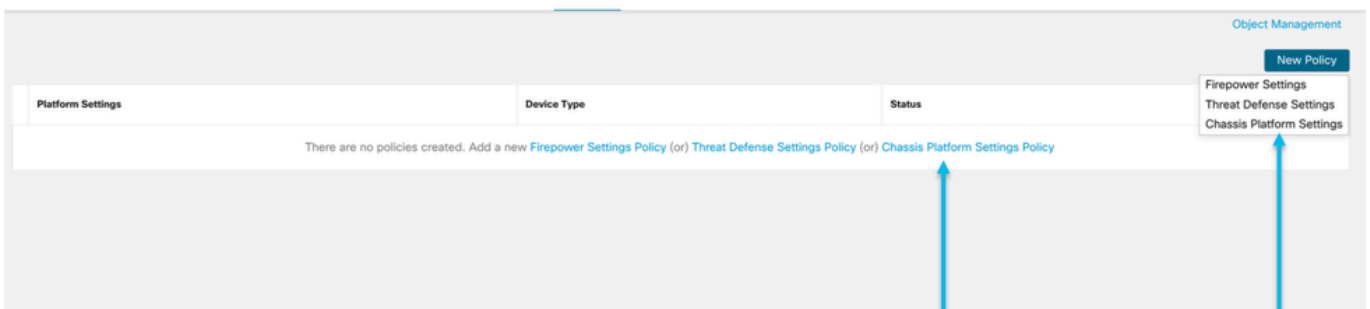 Object Management
New Policy
Firepower Settings
Threat Defense Settings
Chassis Platform Settings
Platform Settings
Device Type
Status
There are no policies created. Add a new Firepower Settings Policy (or) Threat Defense Settings Policy (or) Chassis Platform Settings Policy